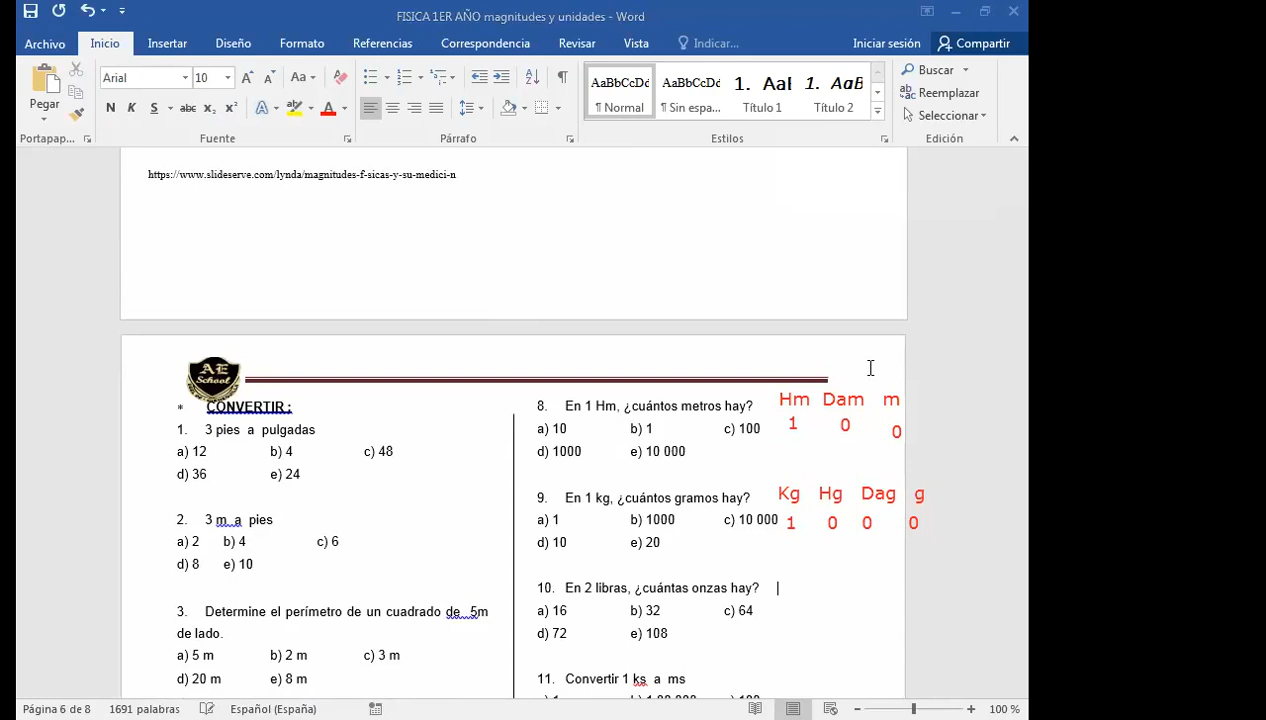 FISICA 1ER AÑO magnitudes y unidades - Word
Archivo Inicio Insertar Diseño Formato Referencias Correspondencia Revisar Vista Indicar... Iniciar sesión Compartir
Pegar
Arial 10
Aa
N K S abc x₂ x² A A
AaBbCcDd AaBbCcDd 1. AaI 1. AaB
¶ Normal ¶ Sin espa... Título 1 Título 2
Buscar
Reemplazar
Seleccionar
Portapap... Fuente Párrafo Estilos Edición
https://www.slideserve.com/lynda/magnitudes-f-sicas-y-su-medici-n
AE
School
* CONVERTIR:
1. 3 pies a pulgadas
a) 12 b) 4 c) 48
d) 36 e) 24
2. 3 m a pies
a) 2 b) 4 c) 6
d) 8 e) 10
3. Determine el perímetro de un cuadrado de 5m
de lado.
a) 5 m b) 2 m c) 3 m
d) 20 m e) 8 m
8. En 1 Hm, ¿cuántos metros hay?
a) 10 b) 1 c) 100
d) 1000 e) 10 000
Hm Dam m
1 0 0
9. En 1 kg, ¿cuántos gramos hay?
a) 1 b) 1000 c) 10 000
d) 10 e) 20
Kg Hg Dag g
1 0 0 0
10. En 2 libras, ¿cuántas onzas hay?
a) 16 b) 32 c) 64
d) 72 e) 108
11. Convertir 1 ks a ms
Página 6 de 8 1691 palabras Español (España) 100 %